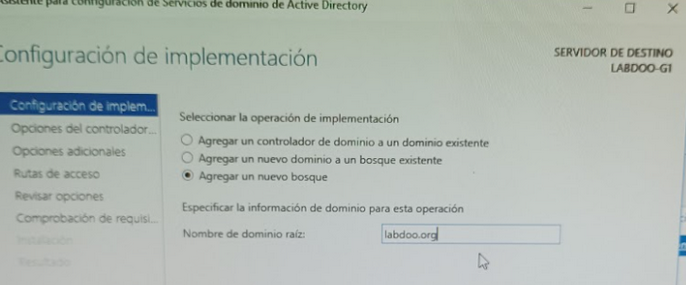 Asistente para configuración de Servicios de dominio de Active Directory
Configuración de implementación
SERVIDOR DE DESTINO
LABDOO-G1
Configuración de implem...
Opciones del controlador...
Opciones adicionales
Rutas de acceso
Revisar opciones
Comprobación de requisi...
Instalación
Resultado
Seleccionar la operación de implementación
Agregar un controlador de dominio a un dominio existente
Agregar un nuevo dominio a un bosque existente
Agregar un nuevo bosque
Especificar la información de dominio para esta operación
Nombre de dominio raíz:
labdoo.org